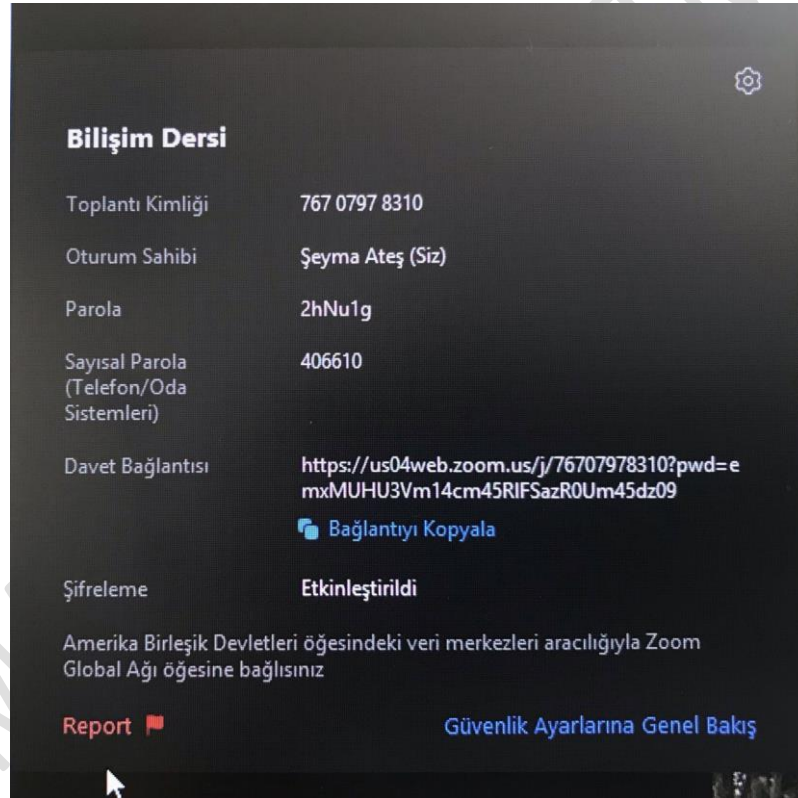 Bilişim Dersi
Toplantı Kimliği 767 0797 8310
Oturum Sahibi Şeyma Ateş (Siz)
Parola 2hNu1g
Sayısal Parola 406610
(Telefon/Oda
Sistemleri)
Davet Bağlantısı https://us04web.zoom.us/j/76707978310?pwd=e
mxMUHU3Vm14cm45RlFSazR0Um45dz09
Bağlantıyı Kopyala
Şifreleme Etkinleştirildi
Amerika Birleşik Devletleri öğesindeki veri merkezleri aracılığıyla Zoom
Global Ağı öğesine bağlısınız
Report
Güvenlik Ayarlarına Genel Bakış